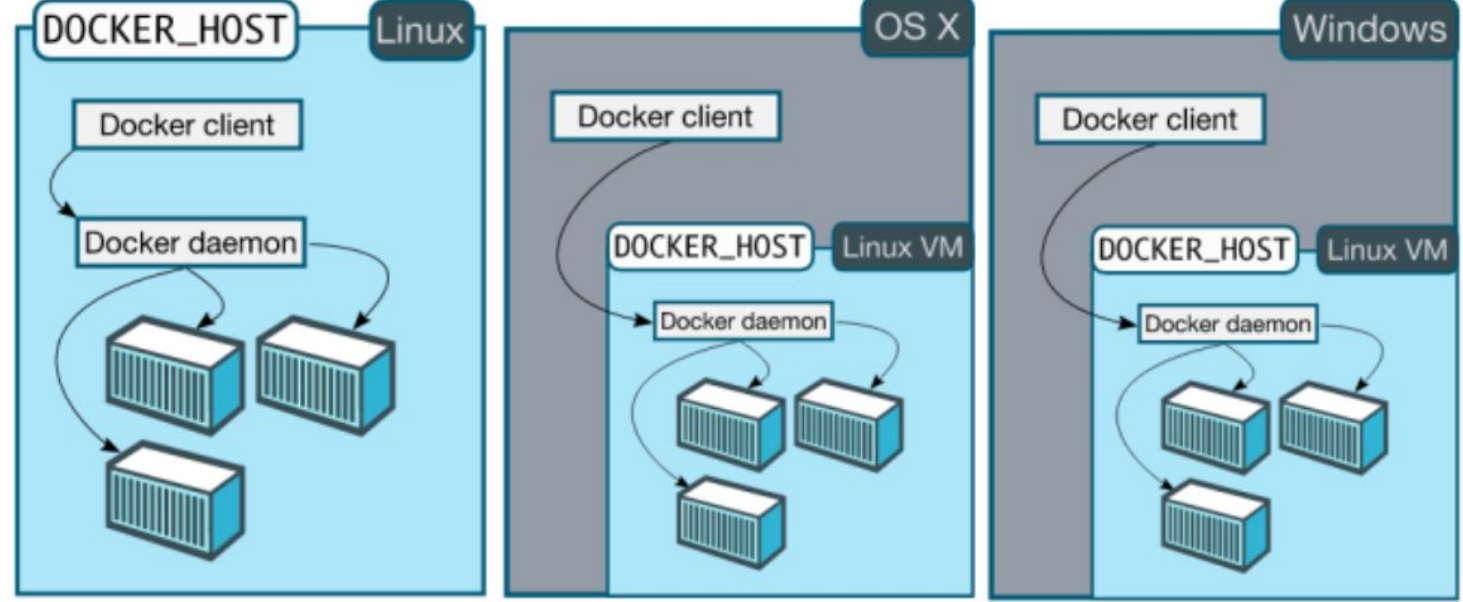 DOCKER_HOST
Linux
Docker client
Docker daemon
OS X
Docker client
DOCKER_HOST
Linux VM
Docker daemon
Windows
Docker client
DOCKER_HOST
Linux VM
Docker daemon